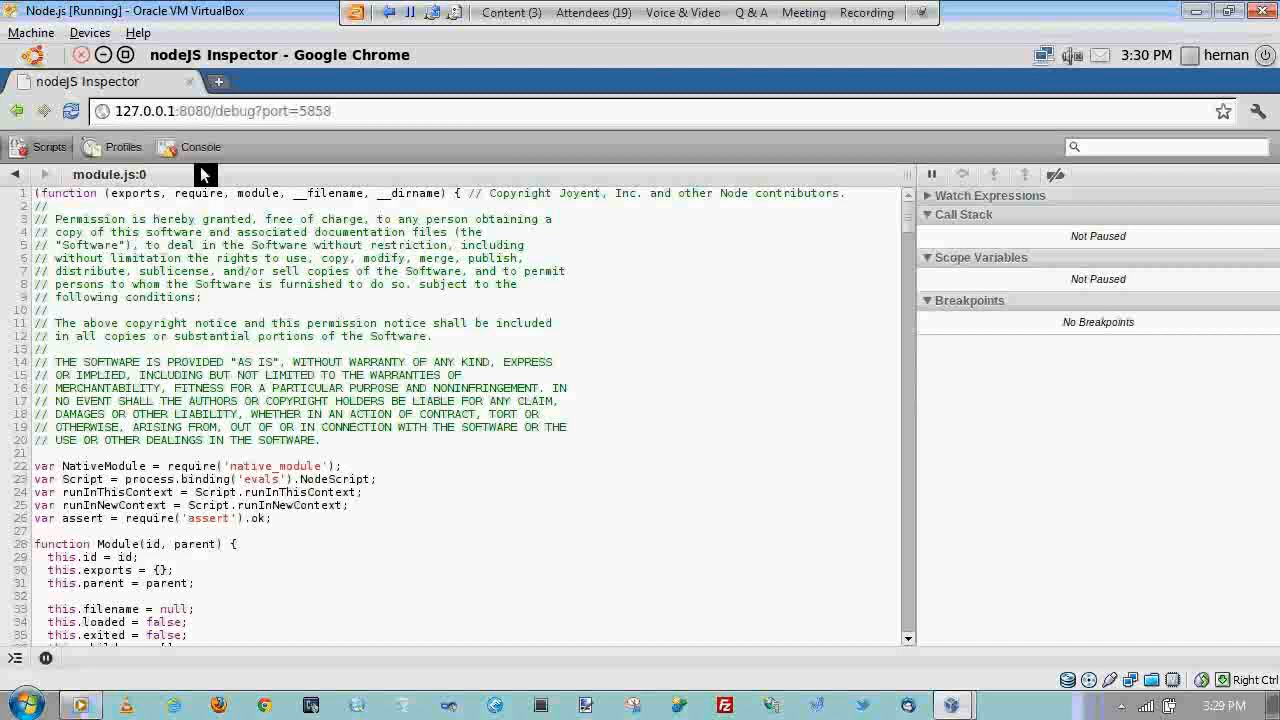 Node.js [Running] - Oracle VM VirtualBox
Content (3) Attendees (19) Voice & Video Q & A Meeting Recording
Machine Devices Help
nodeJS Inspector - Google Chrome
3:30 PM hernan
nodeJS Inspector
127.0.0.1:8080/debug?port=5858
Scripts Profiles Console
module.js:0
1 (function (exports, require, module, __filename, __dirname) { // Copyright Joyent, Inc. and other Node contributors.
2 //
3 // Permission is hereby granted, free of charge, to any person obtaining a
4 // copy of this software and associated documentation files (the
5 // "Software"), to deal in the Software without restriction, including
6 // without limitation the rights to use, copy, modify, merge, publish,
7 // distribute, sublicense, and/or sell copies of the Software, and to permit
8 // persons to whom the Software is furnished to do so, subject to the
9 // following conditions:
10 //
11 // The above copyright notice and this permission notice shall be included
12 // in all copies or substantial portions of the Software.
13 //
14 // THE SOFTWARE IS PROVIDED "AS IS", WITHOUT WARRANTY OF ANY KIND, EXPRESS
15 // OR IMPLIED, INCLUDING BUT NOT LIMITED TO THE WARRANTIES OF
16 // MERCHANTABILITY, FITNESS FOR A PARTICULAR PURPOSE AND NONINFRINGEMENT. IN
17 // NO EVENT SHALL THE AUTHORS OR COPYRIGHT HOLDERS BE LIABLE FOR ANY CLAIM,
18 // DAMAGES OR OTHER LIABILITY, WHETHER IN AN ACTION OF CONTRACT, TORT OR
19 // OTHERWISE, ARISING FROM, OUT OF OR IN CONNECTION WITH THE SOFTWARE OR THE
20 // USE OR OTHER DEALINGS IN THE SOFTWARE.
21
22 var NativeModule = require('native_module');
23 var Script = process.binding('evals').NodeScript;
24 var runInThisContext = Script.runInThisContext;
25 var runInNewContext = Script.runInNewContext;
26 var assert = require('assert').ok;
27
28 function Module(id, parent) {
29 this.id = id;
30 this.exports = {};
31 this.parent = parent;
32
33 this.filename = null;
34 this.loaded = false;
35 this.exited = false;
Watch Expressions
Call Stack
Not Paused
Scope Variables
Not Paused
Breakpoints
No Breakpoints
Right Ctrl
3:29 PM